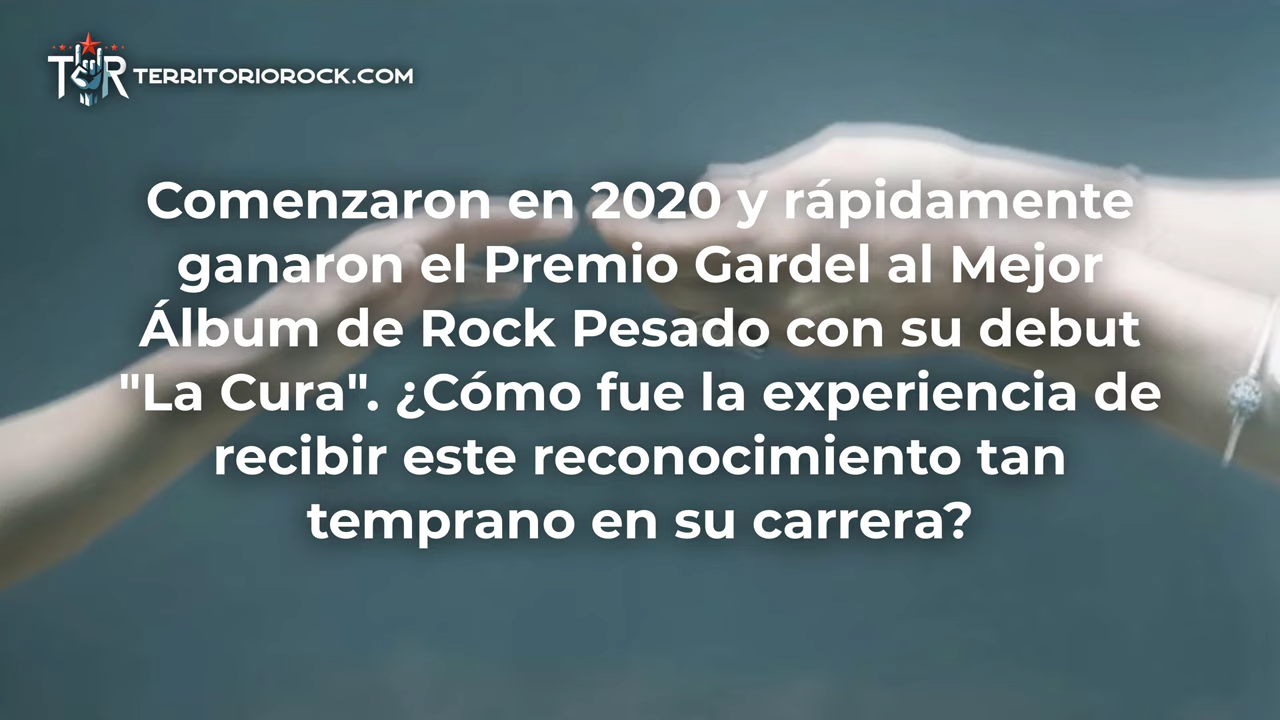 TR TERRITORIOROCK.COM
Comenzaron en 2020 y rápidamente
ganaron el Premio Gardel al Mejor
Álbum de Rock Pesado con su debut
"La Cura". ¿Cómo fue la experiencia de
recibir este reconocimiento tan
temprano en su carrera?